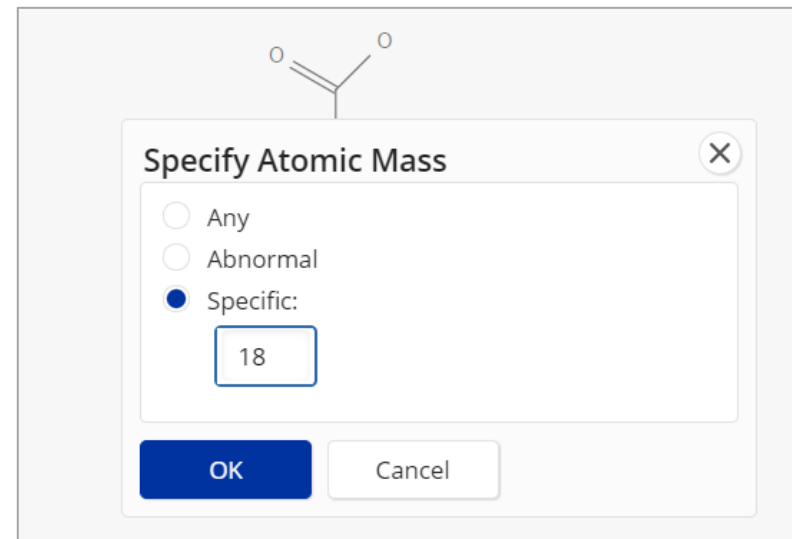 O
O
Specify Atomic Mass
Any
Abnormal
Specific:
18
OK
Cancel